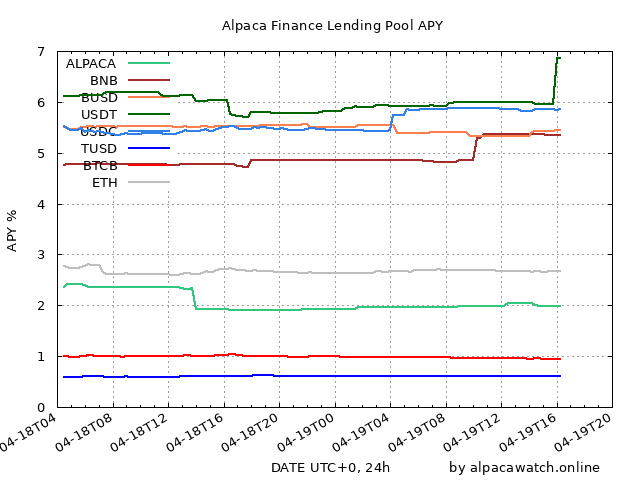 Alpaca Finance Lending Pool APY
7
6
5
4
3
2
1
0
APY %
ALPACA
BNB
BUSD
USDT
USDC
TUSD
BTCB
ETH
04-18T04
04-18T08
04-18T12
04-18T16
04-18T20
04-19T00
04-19T04
04-19T08
04-19T12
04-19T16
04-19T20
DATE UTC+0, 24h
by alpacawatch.online